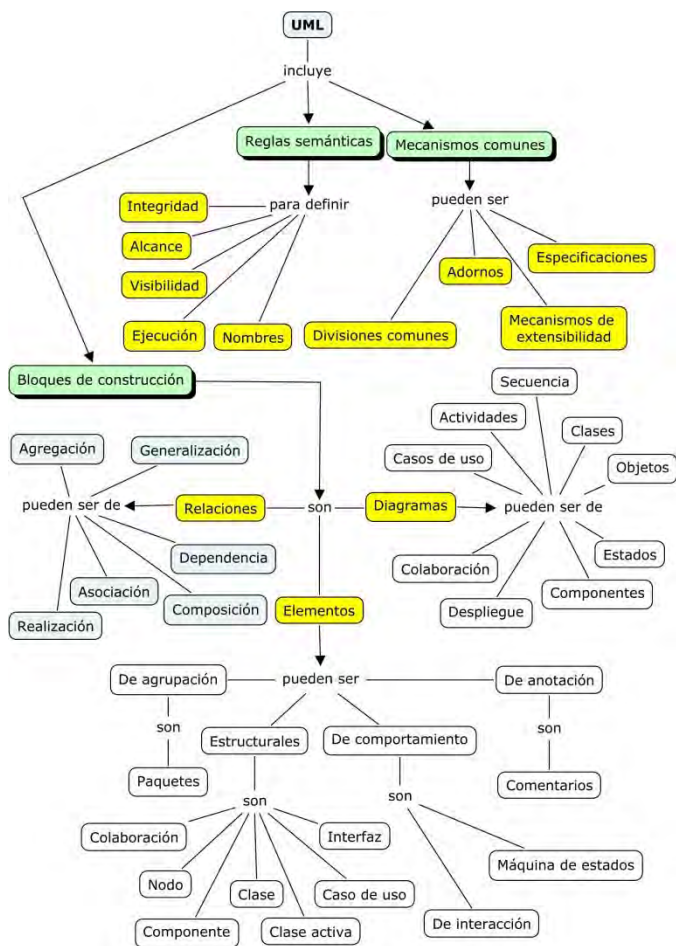 UML
incluye
Reglas semánticas
Mecanismos comunes
para definir
pueden ser
Integridad
Alcance
Visibilidad
Ejecución
Nombres
Adornos
Especificaciones
Divisiones comunes
Mecanismos de
extensibilidad
Bloques de construcción
Secuencia
Actividades
Clases
Casos de uso
Objetos
Agregación
Generalización
pueden ser de
Relaciones
son
Diagramas
pueden ser de
Dependencia
Estados
Colaboración
Asociación
Composición
Componentes
Realización
Elementos
Despliegue
De agrupación
pueden ser
De anotación
son
Estructurales
De comportamiento
son
Paquetes
son
son
Comentarios
Colaboración
Interfaz
Nodo
Clase
Caso de uso
Máquina de estados
Componente
Clase activa
De interacción